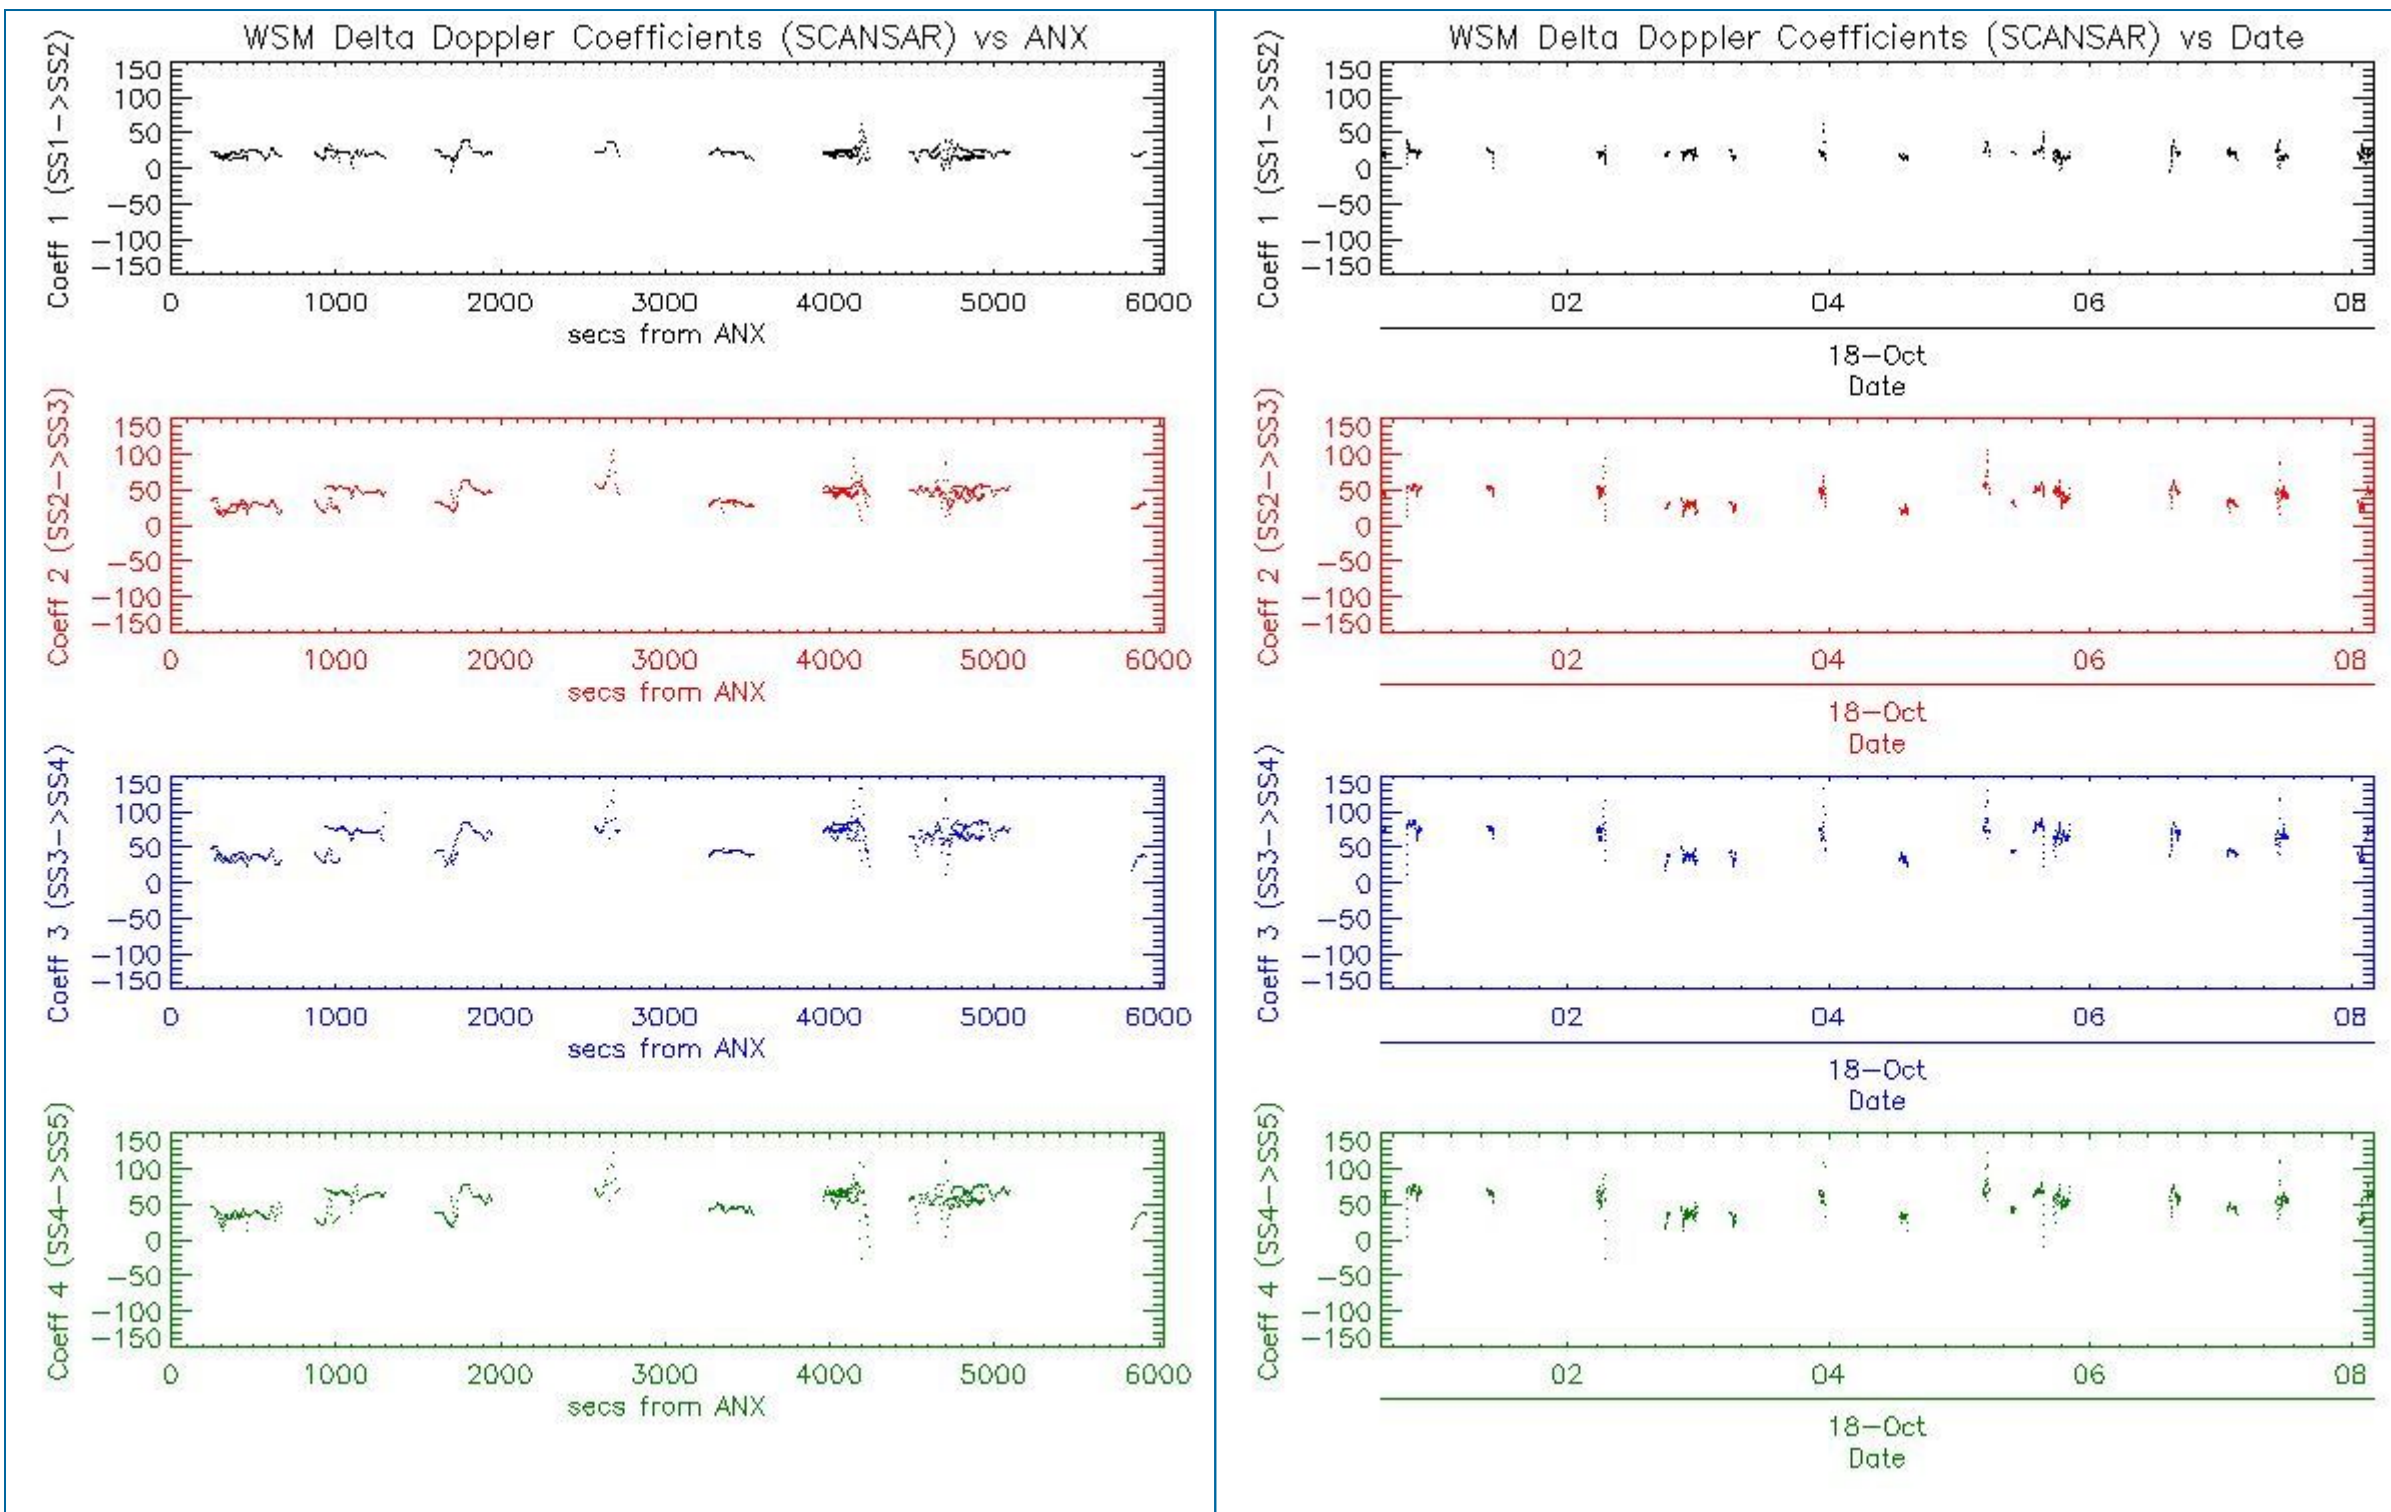 WSM Delta Doppler Coefficients (SCANSAR) vs ANX
Coeff 1 (SS1->SS2)
150
100
50
0
-50
-100
-150
0 1000 2000 3000 4000 5000 6000
secs from ANX
Coeff 2 (SS2->SS3)
150
100
50
0
-50
-100
-150
0 1000 2000 3000 4000 5000 6000
secs from ANX
Coeff 3 (SS3->SS4)
150
100
50
0
-50
-100
-150
0 1000 2000 3000 4000 5000 6000
secs from ANX
Coeff 4 (SS4->SS5)
150
100
50
0
-50
-100
-150
0 1000 2000 3000 4000 5000 6000
secs from ANX
WSM Delta Doppler Coefficients (SCANSAR) vs Date
Coeff 1 (SS1->SS2)
150
100
50
0
-50
-100
-150
02 04 06 08
18-Oct
Date
Coeff 2 (SS2->SS3)
150
100
50
0
-50
-100
-150
02 04 06 08
18-Oct
Date
Coeff 3 (SS3->SS4)
150
100
50
0
-50
-100
-150
02 04 06 08
18-Oct
Date
Coeff 4 (SS4->SS5)
150
100
50
0
-50
-100
-150
02 04 06 08
18-Oct
Date